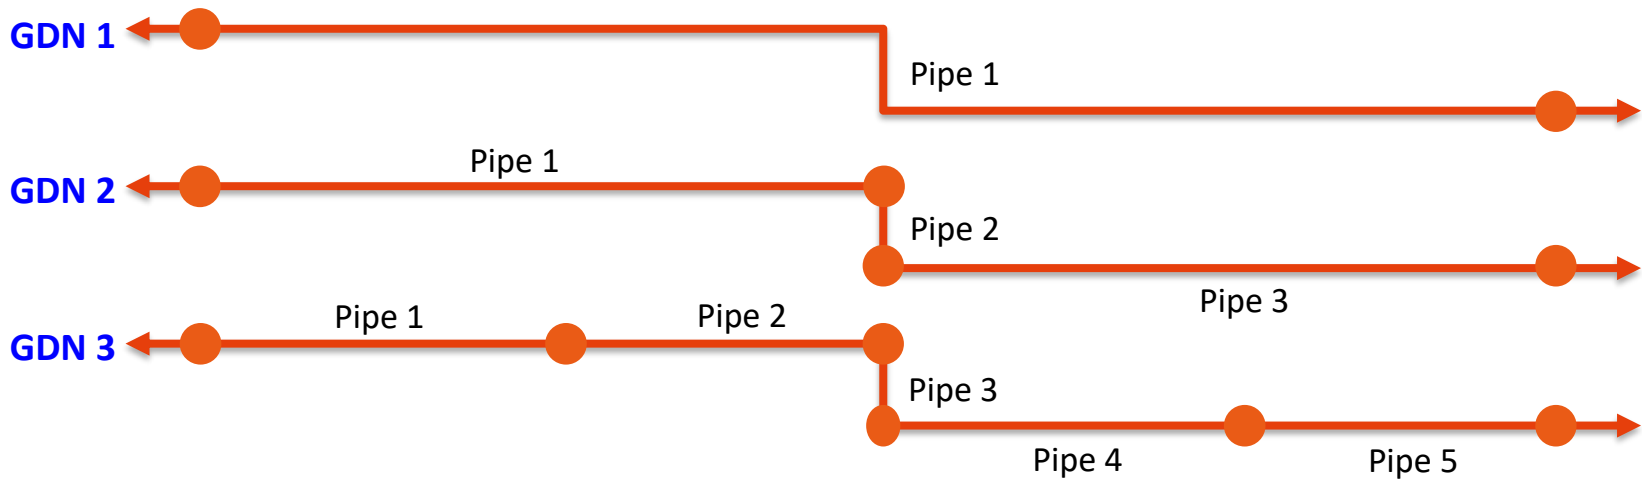 GDN 1
Pipe 1
Pipe 1
GDN 2
Pipe 2
Pipe 3
Pipe 1
Pipe 2
GDN 3
Pipe 3
Pipe 4
Pipe 5